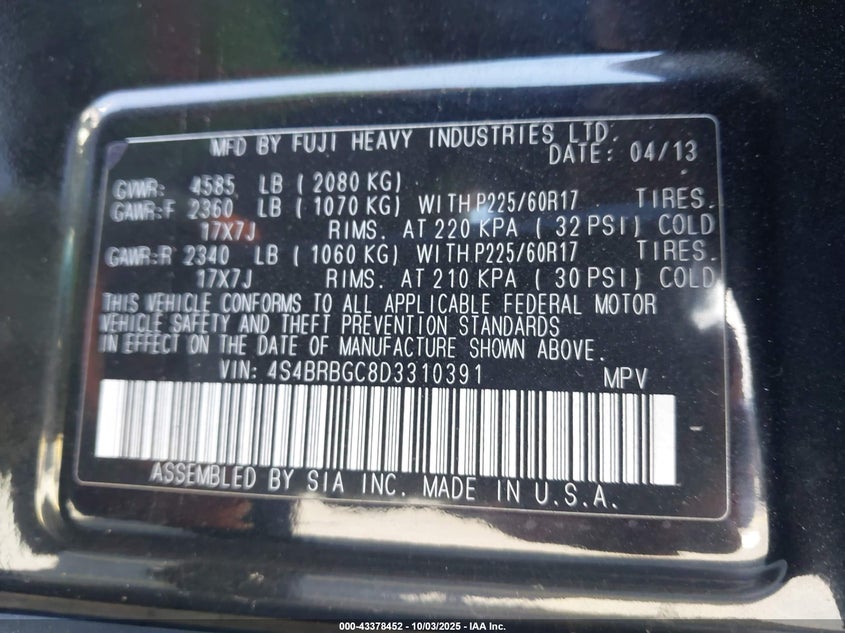 MFD BY FUJI HEAVY INDUSTRIES LTD.
DATE: 04/13
GVWR: 4585 LB ( 2080 KG)
GAWR:F 2360 LB ( 1070 KG) WITH P225/60R17 TIRES.
17X7J RIMS. AT 220 KPA ( 32 PSI) COLD
GAWR:R 2340 LB ( 1060 KG) WITH P225/60R17 TIRES.
17X7J RIMS. AT 210 KPA ( 30 PSI) COLD
THIS VEHICLE CONFORMS TO ALL APPLICABLE FEDERAL MOTOR
VEHICLE SAFETY AND THEFT PREVENTION STANDARDS
IN EFFECT ON THE DATE OF MANUFACTURE SHOWN ABOVE.
VIN: 4S4BRBGC8D3310391 MPV
ASSEMBLED BY SIA INC. MADE IN U.S.A.
000-43378452 - 10/03/2025 - IAA Inc.